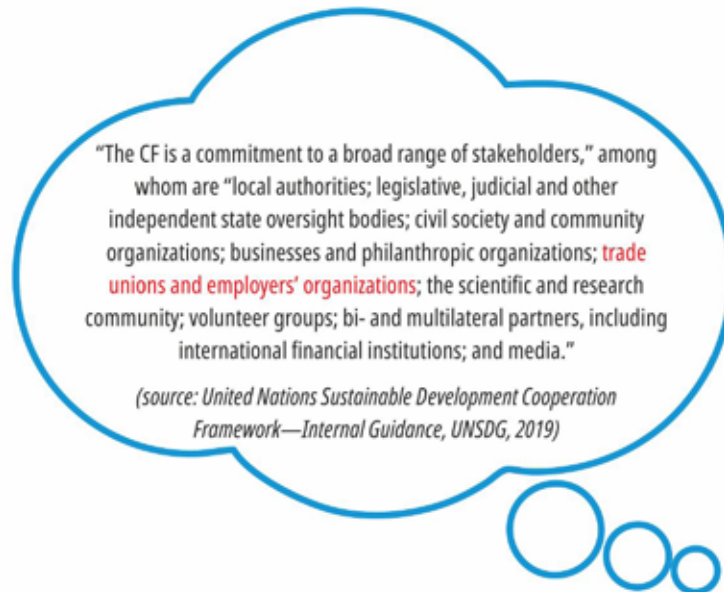 “The CF is a commitment to a broad range of stakeholders,” among
whom are “local authorities; legislative, judicial and other
independent state oversight bodies; civil society and community
organizations; businesses and philanthropic organizations; trade
unions and employers’ organizations; the scientific and research
community; volunteer groups; bi- and multilateral partners, including
international financial institutions; and media.”
(source: United Nations Sustainable Development Cooperation
Framework—Internal Guidance, UNSDG, 2019)